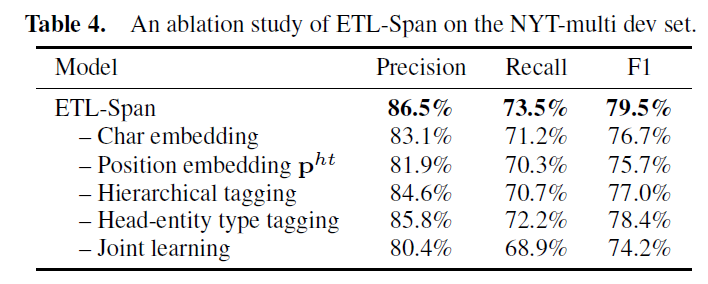 Table 4. An ablation study of ETL-Span on the NYT-multi dev set.
Model Precision Recall F1
ETL-Span 86.5% 73.5% 79.5%
– Char embedding 83.1% 71.2% 76.7%
– Position embedding p^{ht} 81.9% 70.3% 75.7%
– Hierarchical tagging 84.6% 70.7% 77.0%
– Head-entity type tagging 85.8% 72.2% 78.4%
– Joint learning 80.4% 68.9% 74.2%